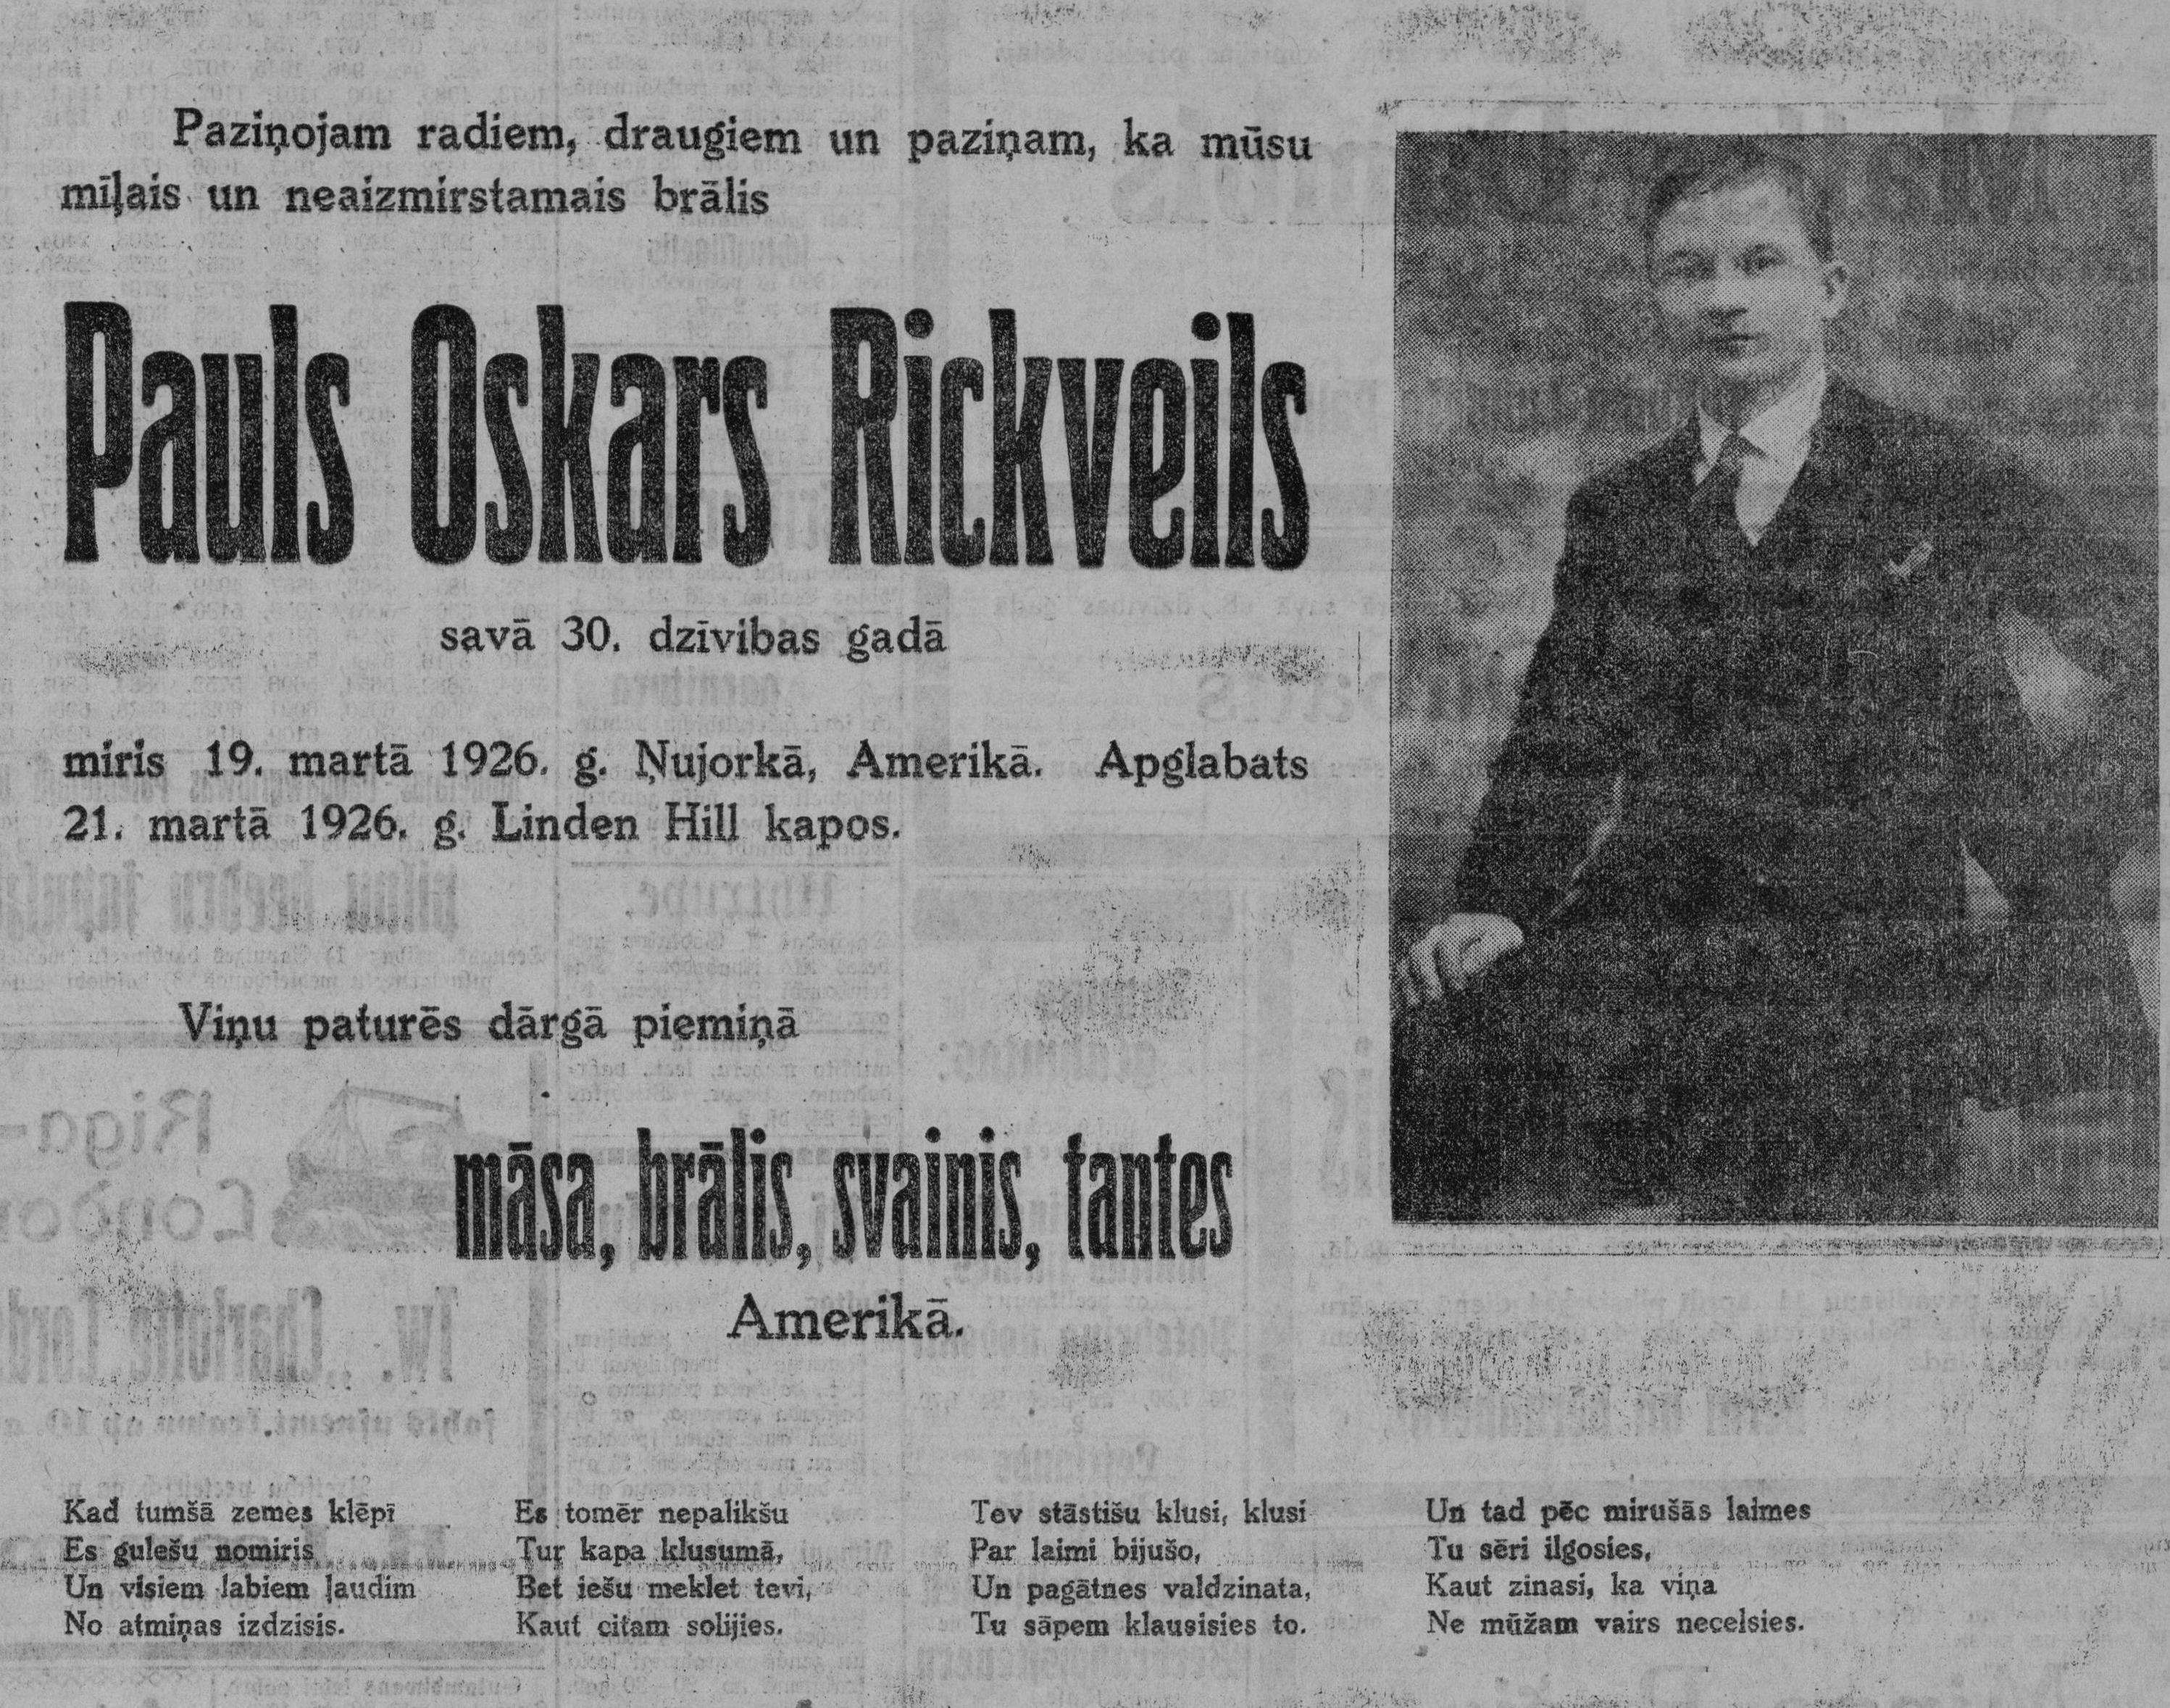 Paziņojam radiem, draugiem un paziņam, ka mūsu
mīļais un neaizmirstamais brālis
Pauls Oskars Rickveils
savā 30. dzīvibas gadā
miris 19. martā 1926. g. Ņujorkā, Amerikā. Apglabats
21. martā 1926. g. Linden Hill kapos.
Viņu paturēs dārgā piemiņā
māsa, brālis, svainis, tantes
Amerikā.
Kad tumšā zemes klēpī
Es gulešu nomiris
Un visiem labiem ļaudim
No atmiņas izdzisis.
Es tomēr nepalikšu
Tur kapa klusumā,
Bet iešu meklet tevi,
Kaut citam solijies.
Tev stāstišu klusi, klusi
Par laimi bijušo,
Un pagātnes valdzinata,
Tu sāpem klausisies to.
Un tad pēc mirušās laimes
Tu sēri ilgosies,
Kaut zinasi, ka viņa
Ne mūžam vairs necelsies.